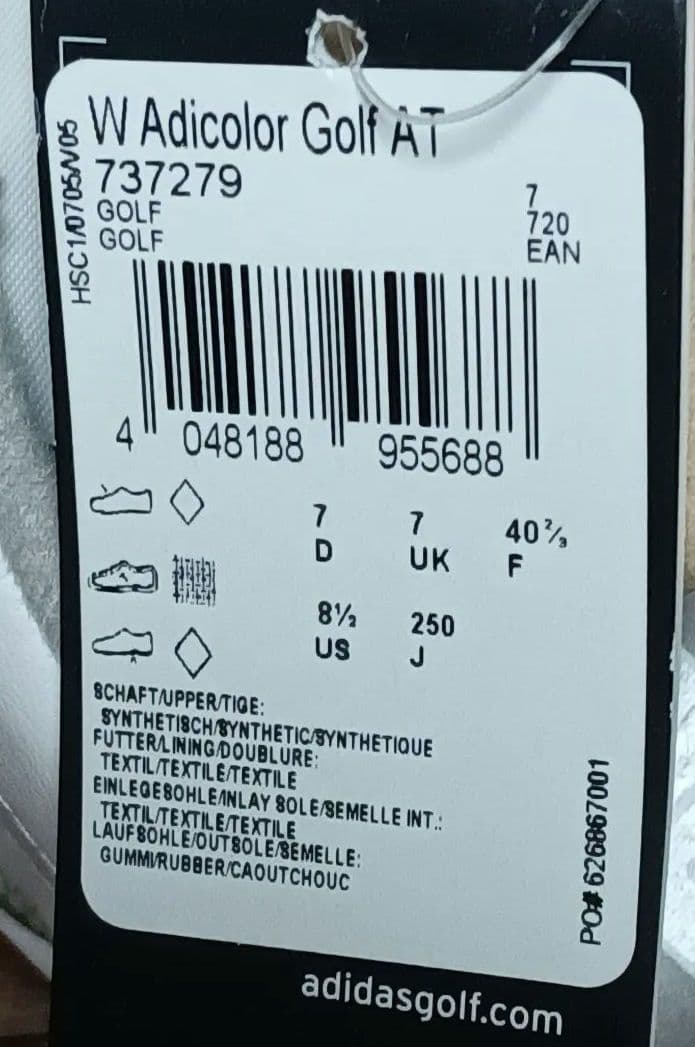 W Adicolor Golf AT
737279
GOLF
GOLF
7
720
EAN
HSC1/0705/V05
4 048188 955688
7 7 40⅔
D UK F
8½ 250
US J
SCHAFT/UPPER/TIGE:
SYNTHETISCH/SYNTHETIC/SYNTHETIQUE
FUTTER/LINING/DOUBLURE:
TEXTIL/TEXTILE/TEXTILE
EINLEGESOHLE/INLAY SOLE/SEMELLE INT.:
TEXTIL/TEXTILE/TEXTILE
LAUFSOHLE/OUTSOLE/SEMELLE:
GUMMI/RUBBER/CAOUTCHOUC
PO# 626867001
adidasgolf.com